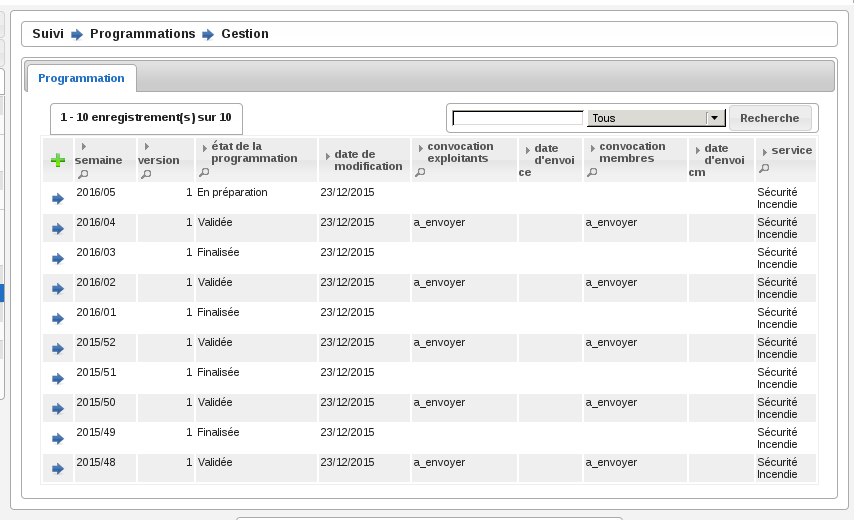 Suivi Programmations Gestion
Programmation
1 - 10 enregistrement(s) sur 10
Tous Recherche
semaine version état de la programmation date de modification convocation exploitants date d'envoi ce convocation membres date d'envoi cm service
2016/05 1 En préparation 23/12/2015 Sécurité Incendie
2016/04 1 Validée 23/12/2015 a_envoyer a_envoyer Sécurité Incendie
2016/03 1 Finalisée 23/12/2015 Sécurité Incendie
2016/02 1 Validée 23/12/2015 a_envoyer a_envoyer Sécurité Incendie
2016/01 1 Finalisée 23/12/2015 Sécurité Incendie
2015/52 1 Validée 23/12/2015 a_envoyer a_envoyer Sécurité Incendie
2015/51 1 Finalisée 23/12/2015 Sécurité Incendie
2015/50 1 Validée 23/12/2015 a_envoyer a_envoyer Sécurité Incendie
2015/49 1 Finalisée 23/12/2015 Sécurité Incendie
2015/48 1 Validée 23/12/2015 a_envoyer a_envoyer Sécurité Incendie